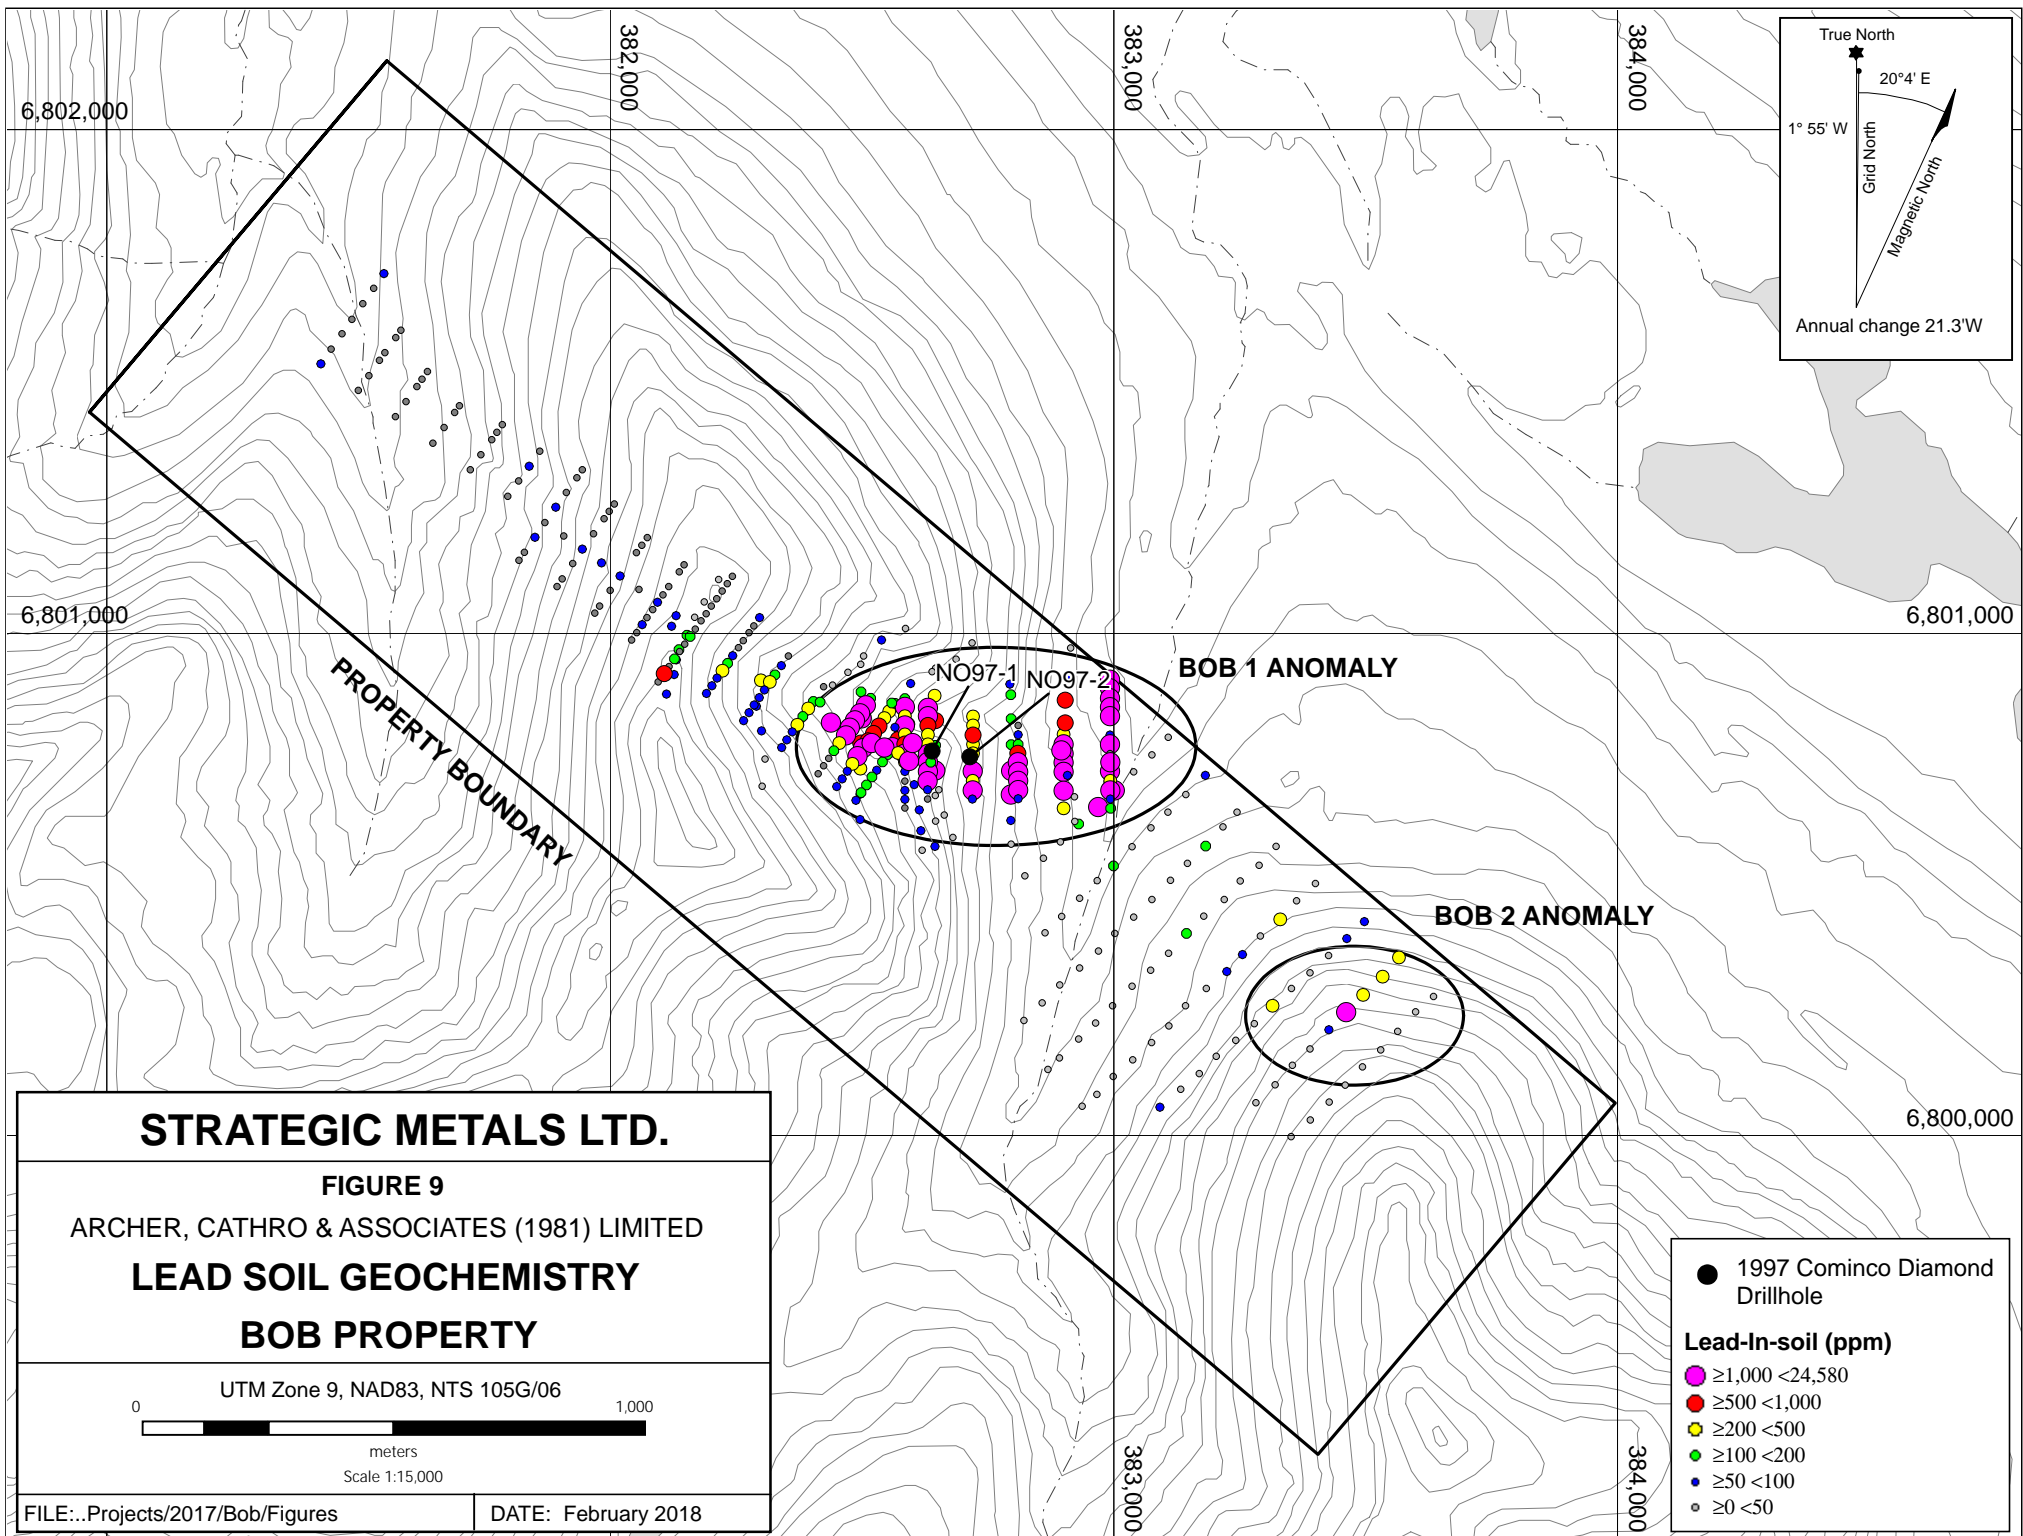 382,000
383,000
384,000
6,802,000
True North
20°4' E
1° 55' W
Grid North
Magnetic North
Annual change 21.3'W
6,801,000
6,801,000
PROPERTY BOUNDARY
NO97-1
NO97-2
BOB 1 ANOMALY
BOB 2 ANOMALY
6,800,000
STRATEGIC METALS LTD.
FIGURE 9
ARCHER, CATHRO & ASSOCIATES (1981) LIMITED
LEAD SOIL GEOCHEMISTRY
BOB PROPERTY
UTM Zone 9, NAD83, NTS 105G/06
0 1,000
meters
Scale 1:15,000
FILE:..Projects/2017/Bob/Figures
DATE: February 2018
1997 Cominco Diamond
Drillhole
Lead-In-soil (ppm)
≥1,000 <24,580
≥500 <1,000
≥200 <500
≥100 <200
≥50 <100
≥0 <50
383,000
384,000